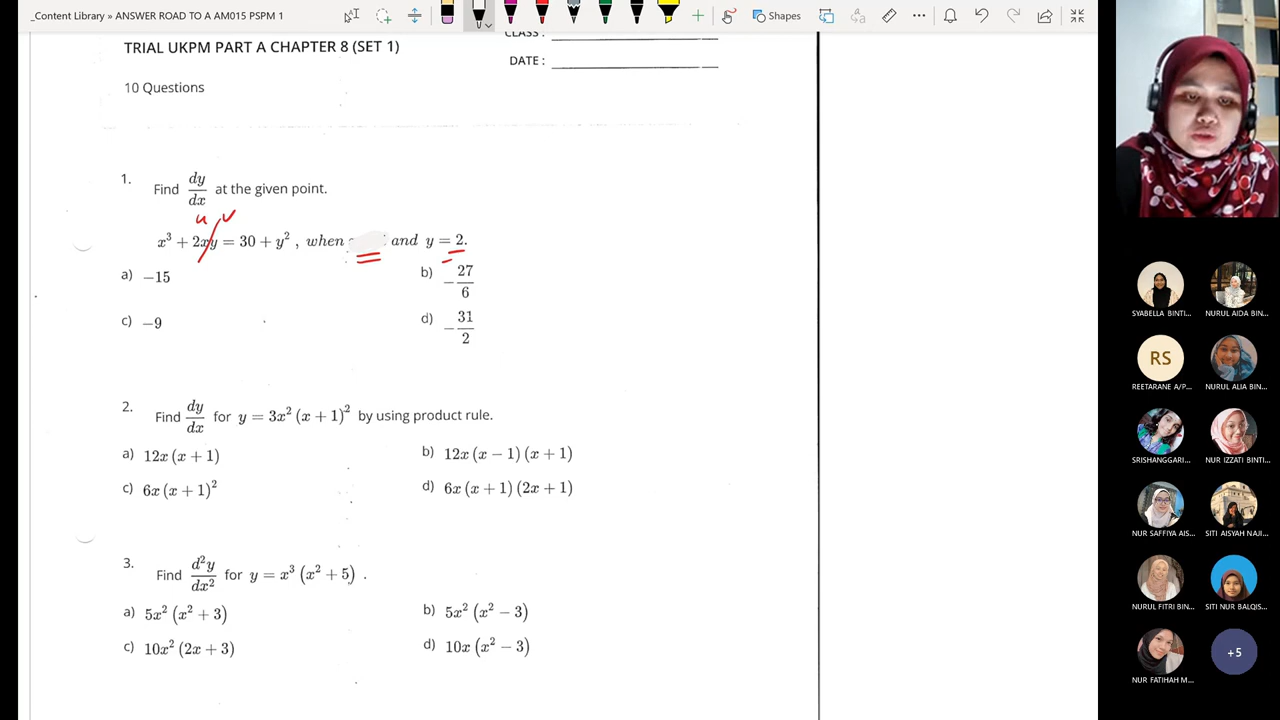 _Content Library » ANSWER ROAD TO A AM015 PSPM 1
Shapes
TRIAL UKPM PART A CHAPTER 8 (SET 1)
CLASS :
DATE :
10 Questions
1. Find dy/dx at the given point.
u v
x³ + 2xy = 30 + y² , when and y = 2.
a) −15
b) −27/6
c) −9
d) −31/2
2. Find dy/dx for y = 3x² (x + 1)² by using product rule.
a) 12x (x + 1)
b) 12x (x − 1) (x + 1)
c) 6x (x + 1)²
d) 6x (x + 1) (2x + 1)
3. Find d²y/dx² for y = x³ (x² + 5) .
a) 5x² (x² + 3)
b) 5x² (x² − 3)
c) 10x² (2x + 3)
d) 10x (x² − 3)
SYABELLA BINTI...
NURUL AIDA BIN...
RS
REETARANE A/P...
NURUL ALIA BIN...
SRISHANGGARI...
NUR IZZATI BINTI...
NUR SAFFIYA AIS...
SITI AISYAH NAJI...
NURUL FITRI BIN...
SITI NUR BALQIS...
NUR FATIHAH M...
+5